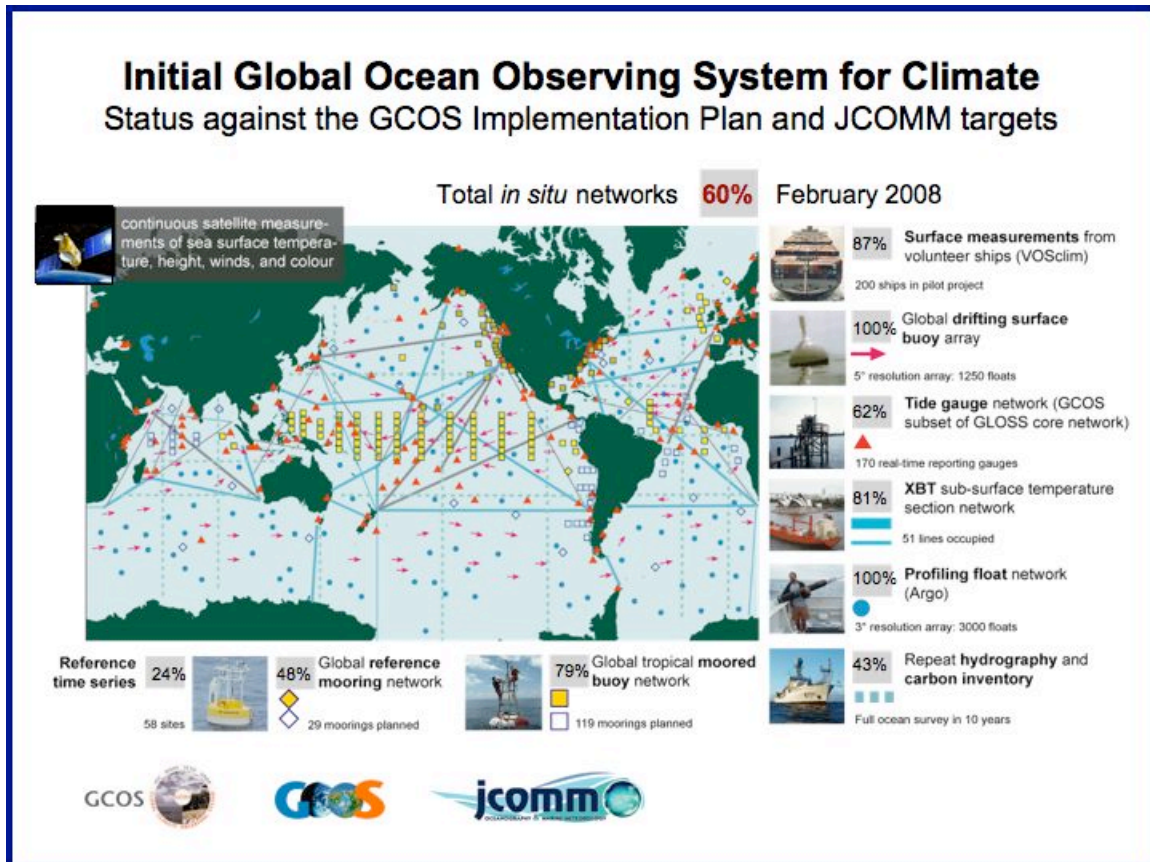 Initial Global Ocean Observing System for Climate
Status against the GCOS Implementation Plan and JCOMM targets
Total in situ networks 60% February 2008
continuous satellite measure-
ments of sea surface tempera-
ture, height, winds, and colour
87% Surface measurements from
volunteer ships (VOSclim)
200 ships in pilot project
100% Global drifting surface
buoy array
5° resolution array: 1250 floats
62% Tide gauge network (GCOS
subset of GLOSS core network)
170 real-time reporting gauges
81% XBT sub-surface temperature
section network
51 lines occupied
100% Profiling float network
(Argo)
3° resolution array: 3000 floats
43% Repeat hydrography and
carbon inventory
Full ocean survey in 10 years
Reference
time series 24%
58 sites
48% Global reference
mooring network
29 moorings planned
79% Global tropical moored
buoy network
119 moorings planned
GCOS
GOOS
jcomm
OCEANOGRAPHY & MARINE METEOROLOGY